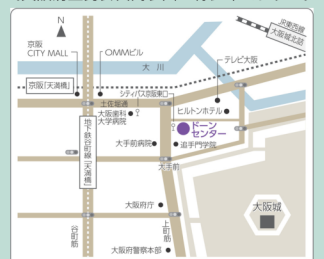 N
京阪
CITY MALL
OMMビル
JR東西線
大阪城北詰
大川
テレビ大阪
京阪「天満橋」
シティバス京阪東口
土佐堀通
大阪歯科
大学病院
ヒルトンホテル
ドーン
センター
地下鉄谷町線「天満橋」
大手前病院
追手門学院
大手前
大阪府庁
大阪城
谷町筋
上町筋
大阪府警察本部